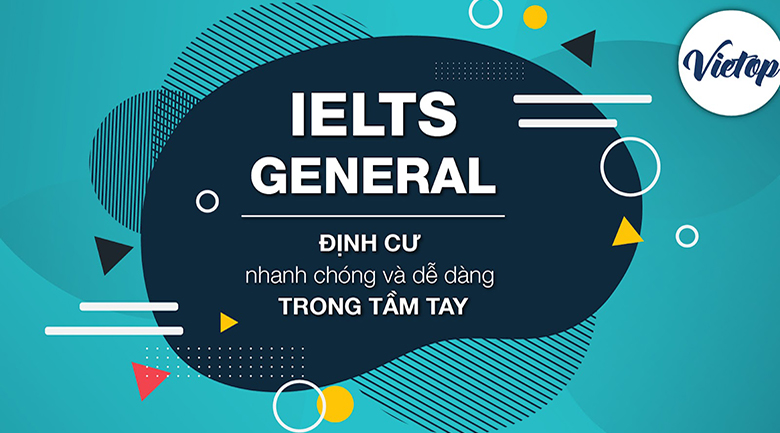 Vietop
IELTS
GENERAL
ĐỊNH CƯ
nhanh chóng và dễ dàng
TRONG TẦM TAY